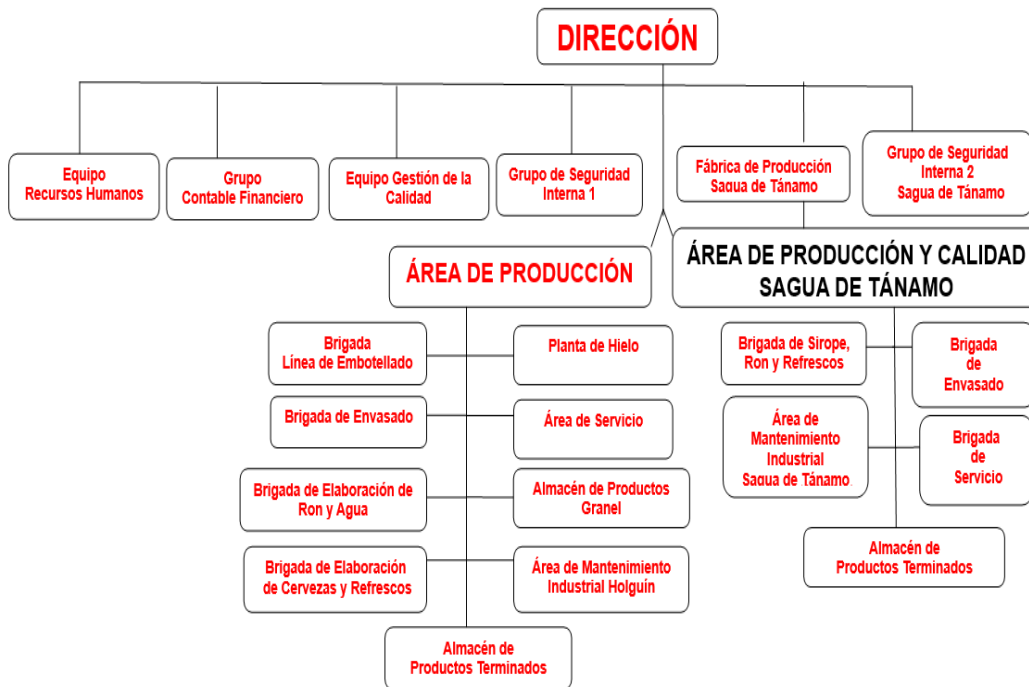 DIRECCIÓN
Equipo
Recursos Humanos
Grupo
Contable Financiero
Equipo Gestión de la
Calidad
Grupo de Seguridad
Interna 1
Fábrica de Producción
Sagua de Tánamo
Grupo de Seguridad
Interna 2
Sagua de Tánamo
ÁREA DE PRODUCCIÓN
ÁREA DE PRODUCCIÓN Y CALIDAD
SAGUA DE TÁNAMO
Brigada
Línea de Embotellado
Planta de Hielo
Brigada de Envasado
Área de Servicio
Brigada de Elaboración de
Ron y Agua
Almacén de Productos
Granel
Brigada de Elaboración
de Cervezas y Refrescos
Área de Mantenimiento
Industrial Holguín
Almacén de
Productos Terminados
Brigada de Sirope,
Ron y Refrescos
Brigada
de
Envasado
Área de
Mantenimiento
Industrial
Sagua de Tánamo
Brigada
de
Servicio
Almacén de
Productos Terminados